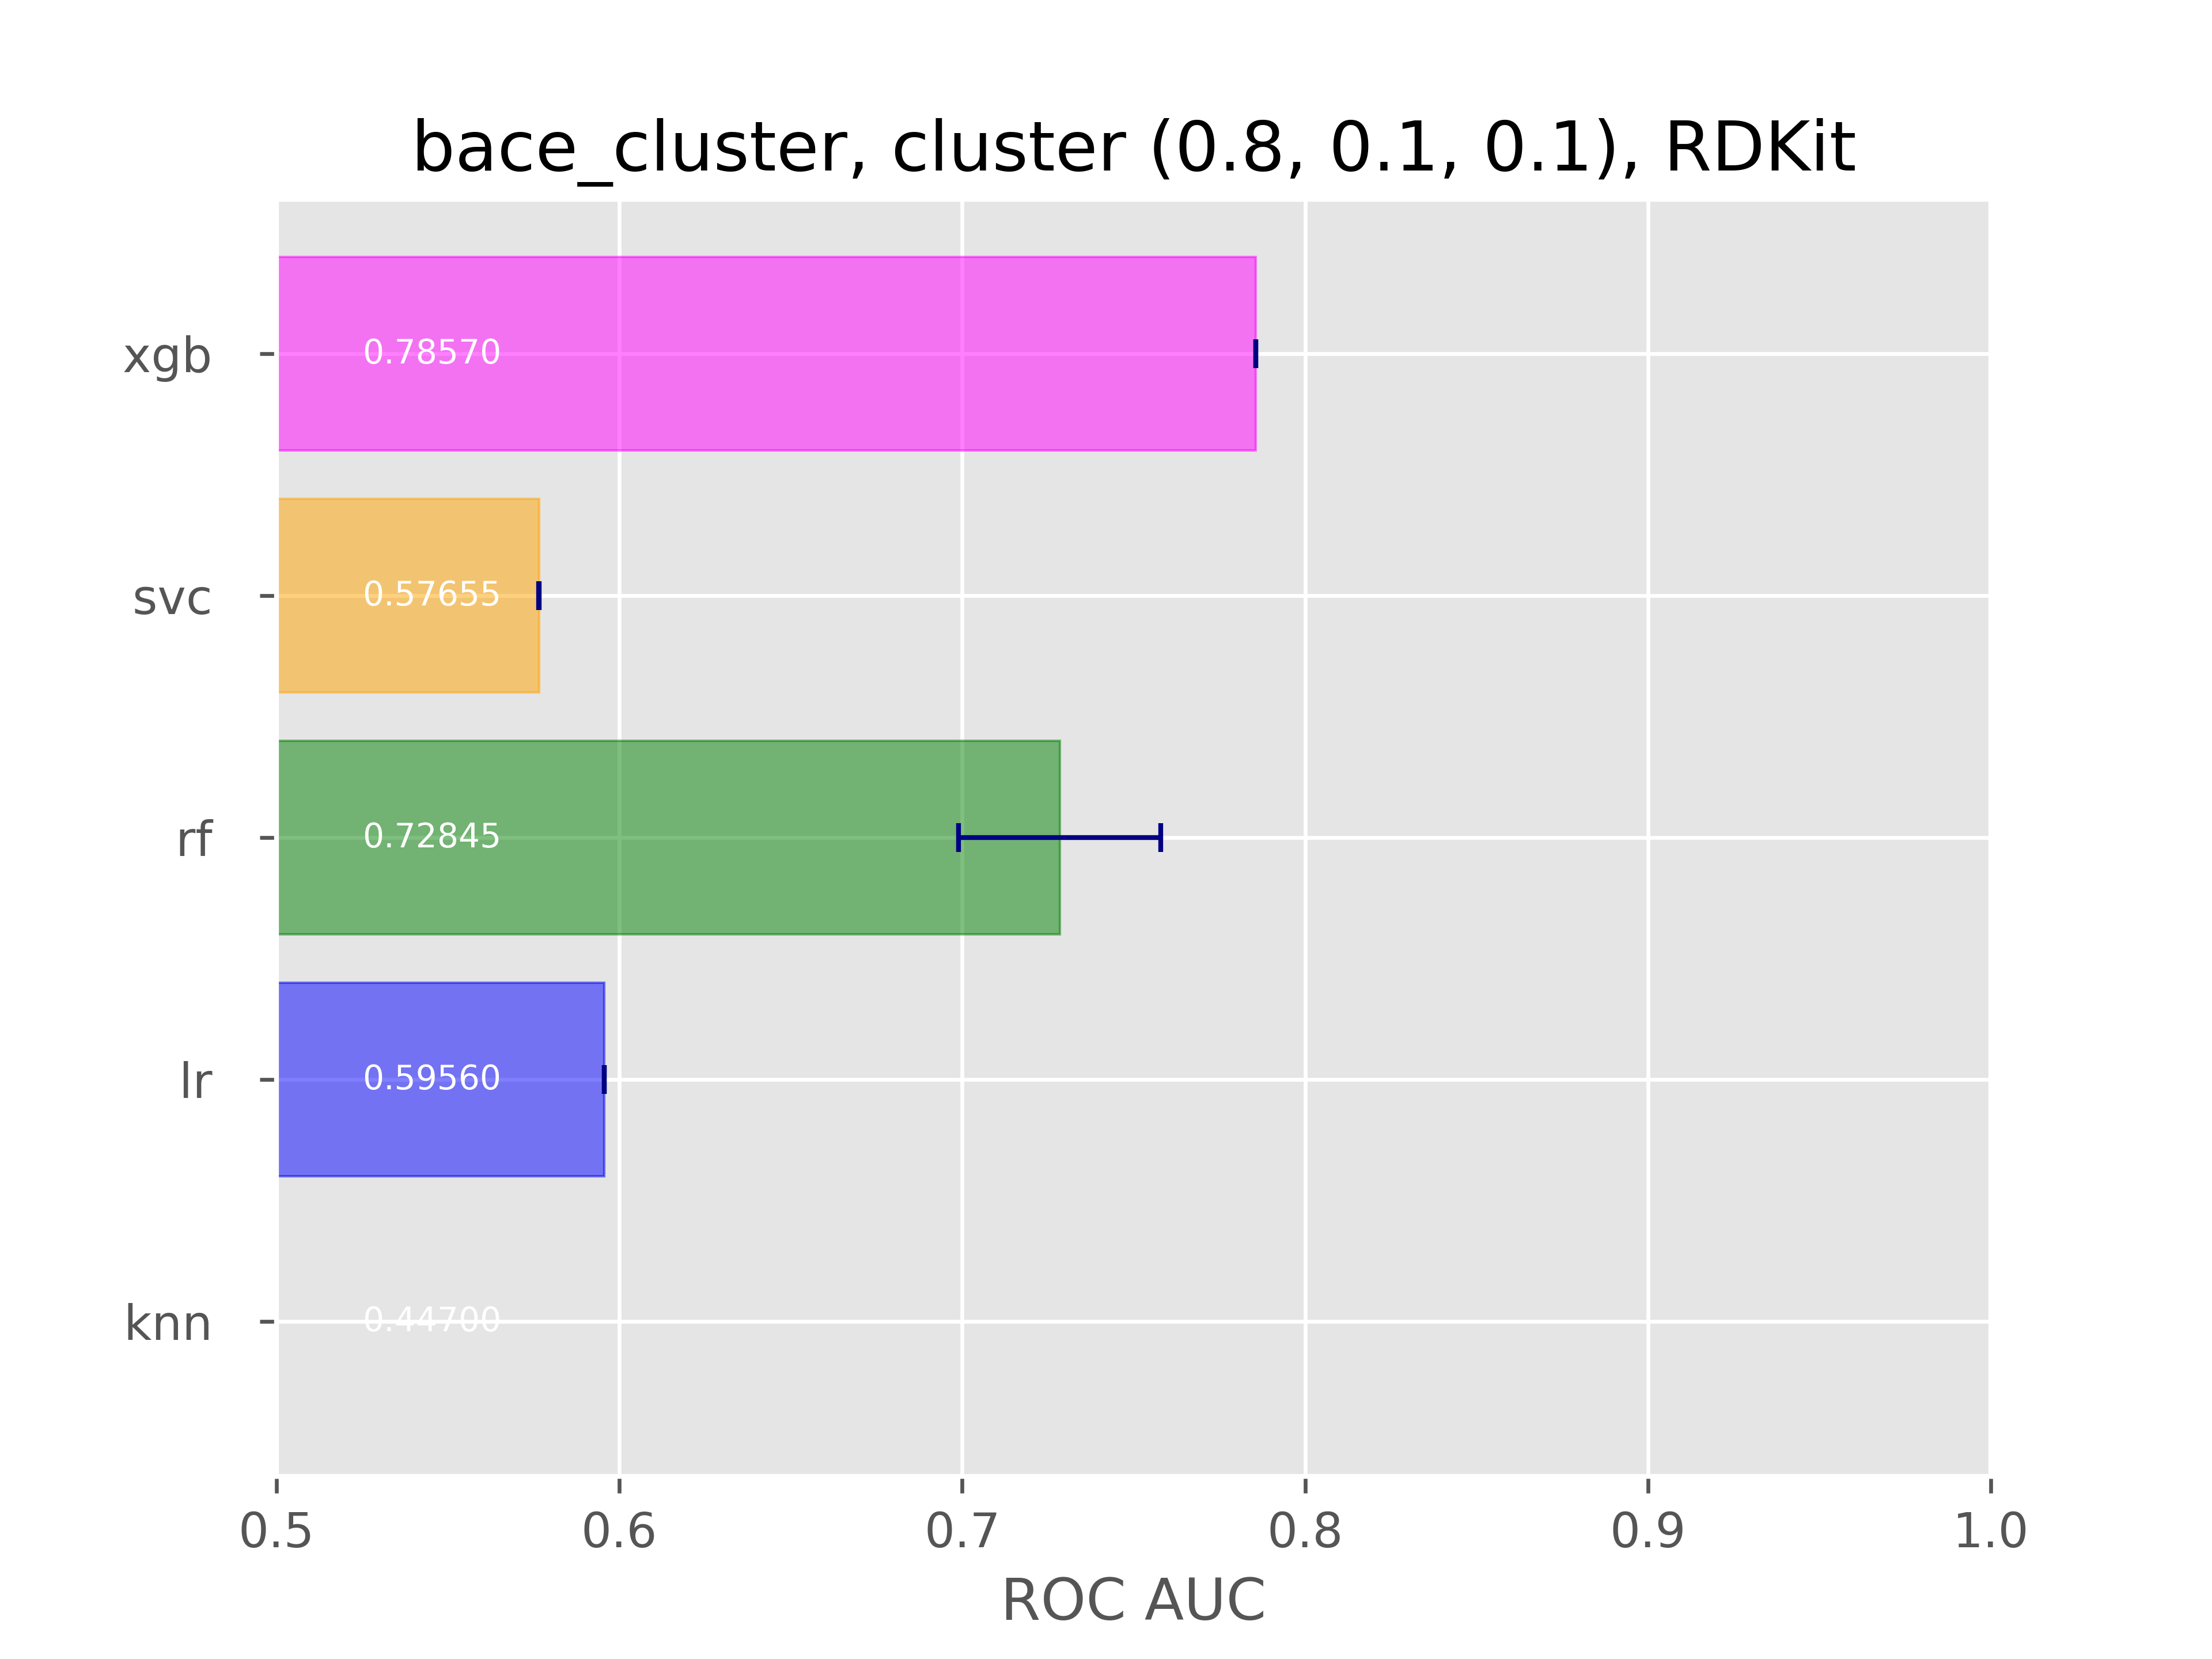 bace_cluster, cluster (0.8, 0.1, 0.1), RDKit
xgb
0.78570
svc
0.57655
rf
0.72845
lr
0.59560
knn
0.44700
0.5 0.6 0.7 0.8 0.9 1.0
ROC AUC